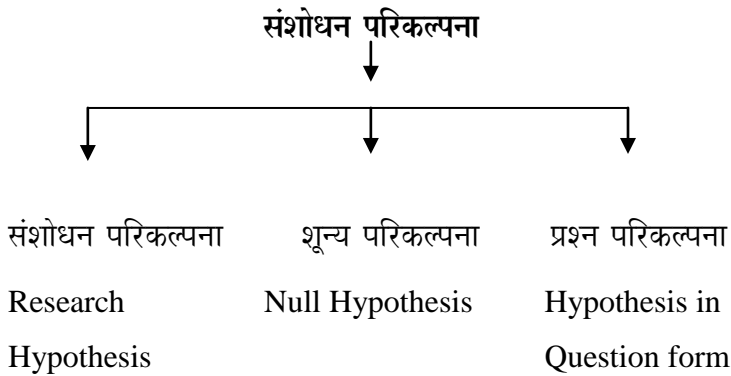 संशोधन परिकल्पना
संशोधन परिकल्पना
Research
Hypothesis
शून्य परिकल्पना
Null Hypothesis
प्रश्न परिकल्पना
Hypothesis in
Question form